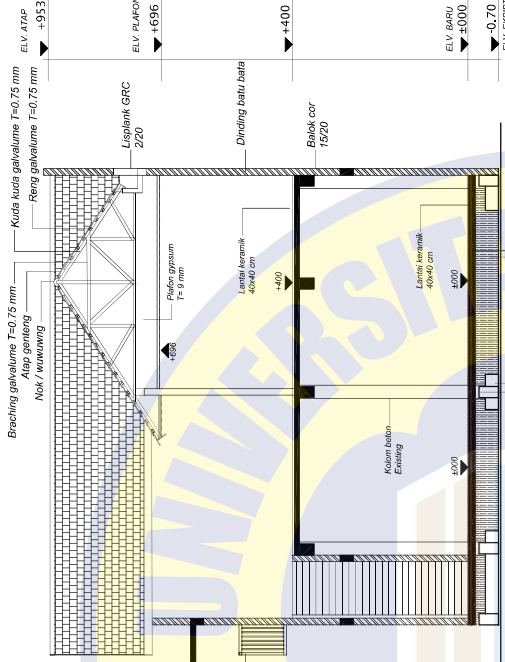 ELV. ATAP
+953
ELV. PLAFON
+696
+400
ELV. BARU
±000
-0,70
Kuda kuda galvalume T=0.75 mm
Reng galvalume T=0.75 mm
Lisplank GRC
2/20
Dinding batu bata
Balok cor
15/20
Braching galvalume T=0.75 mm
Atap genteng
Nok / wuwuwng
Plafon gypsum
T= 9 mm
+696
Lantai keramik
40x40 cm
+400
Lantai keramik
40x40 cm
±000
Kolom beton
Existing
±000
UNIVERSIT